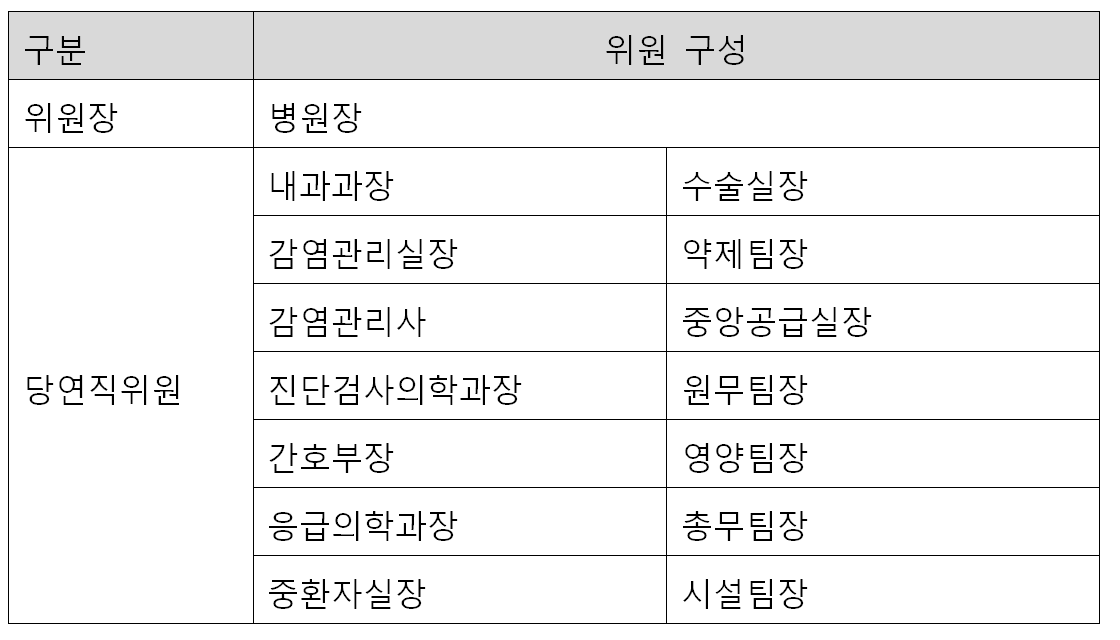 구분 위원 구성
위원장 병원장
내과과장 수술실장
감염관리실장 약제팀장
감염관리사 중앙공급실장
당연직위원 진단검사의학과장 원무팀장
간호부장 영양팀장
응급의학과장 총무팀장
중환자실장 시설팀장